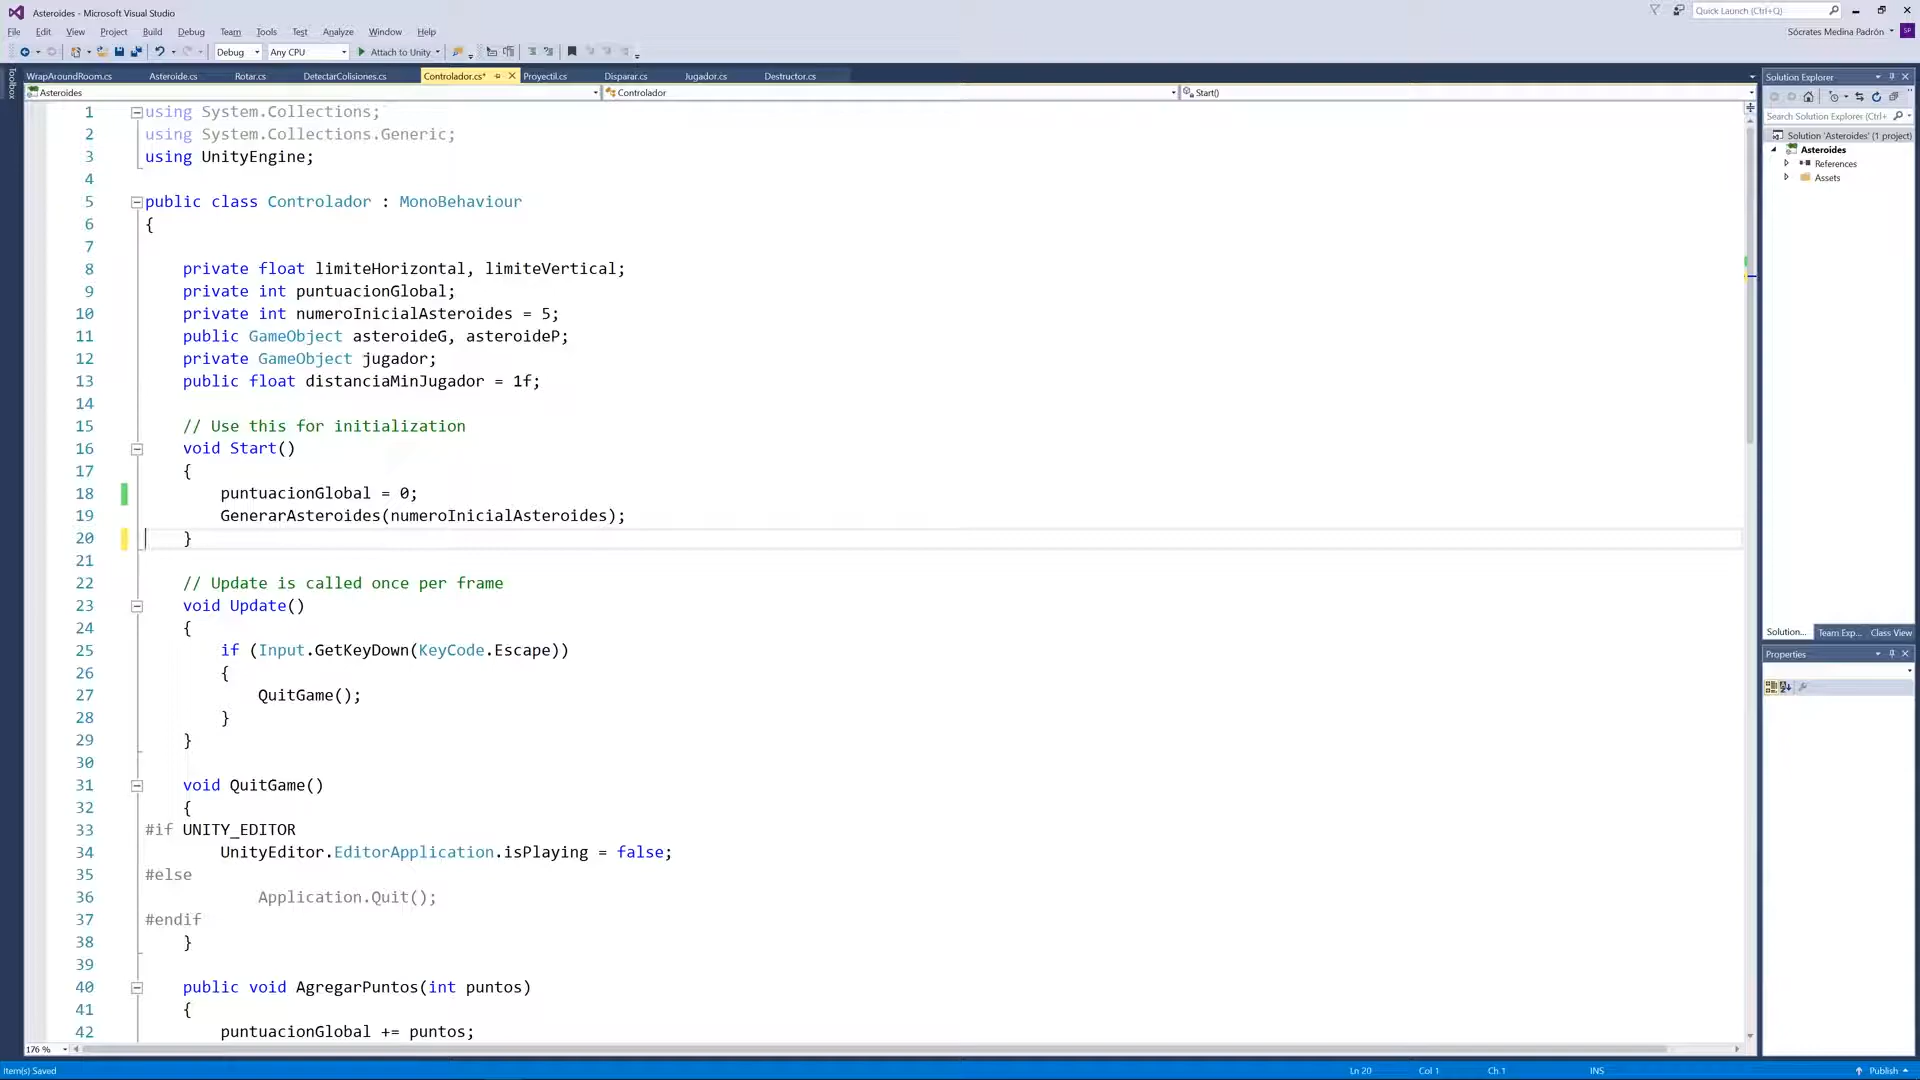 Asteroides - Microsoft Visual Studio
Quick Launch (Ctrl+Q)
File Edit View Project Build Debug Team Tools Test Analyze Window Help
Sócrates Medina Padrón SP
Debug Any CPU Attach to Unity
Toolbox
WrapAroundRoom.cs Asteroide.cs Rotar.cs DetectarColisiones.cs Controlador.cs* Proyectil.cs Disparar.cs Jugador.cs Destructor.cs
Asteroides Controlador Start()
1 using System.Collections;
2 using System.Collections.Generic;
3 using UnityEngine;
4
5 public class Controlador : MonoBehaviour
6 {
7
8 private float limiteHorizontal, limiteVertical;
9 private int puntuacionGlobal;
10 private int numeroInicialAsteroides = 5;
11 public GameObject asteroideG, asteroideP;
12 private GameObject jugador;
13 public float distanciaMinJugador = 1f;
14
15 // Use this for initialization
16 void Start()
17 {
18 puntuacionGlobal = 0;
19 GenerarAsteroides(numeroInicialAsteroides);
20 }
21
22 // Update is called once per frame
23 void Update()
24 {
25 if (Input.GetKeyDown(KeyCode.Escape))
26 {
27 QuitGame();
28 }
29 }
30
31 void QuitGame()
32 {
33 #if UNITY_EDITOR
34 UnityEditor.EditorApplication.isPlaying = false;
35 #else
36 Application.Quit();
37 #endif
38 }
39
40 public void AgregarPuntos(int puntos)
41 {
42 puntuacionGlobal += puntos;
176 %
Solution Explorer
Search Solution Explorer (Ctrl+
Solution 'Asteroides' (1 project)
Asteroides
References
Assets
Solution... Team Exp... Class View
Properties
Item(s) Saved Ln 20 Col 1 Ch 1 INS Publish